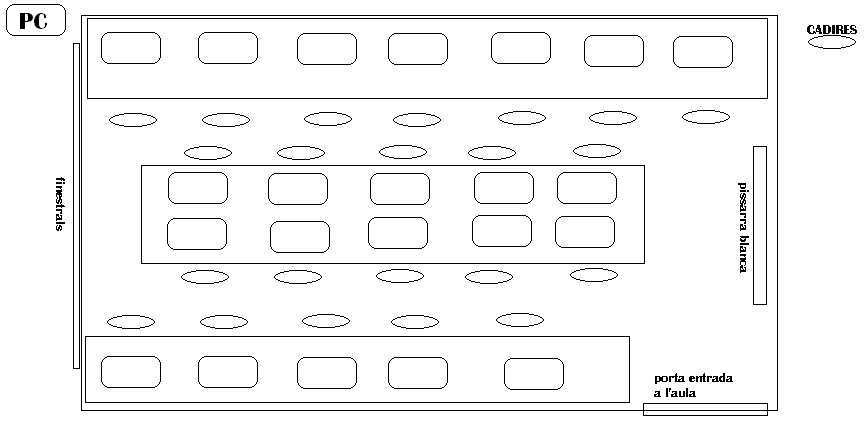 PC
CADIRES
finestrals
pissarra blanca
porta entrada
a l'aula